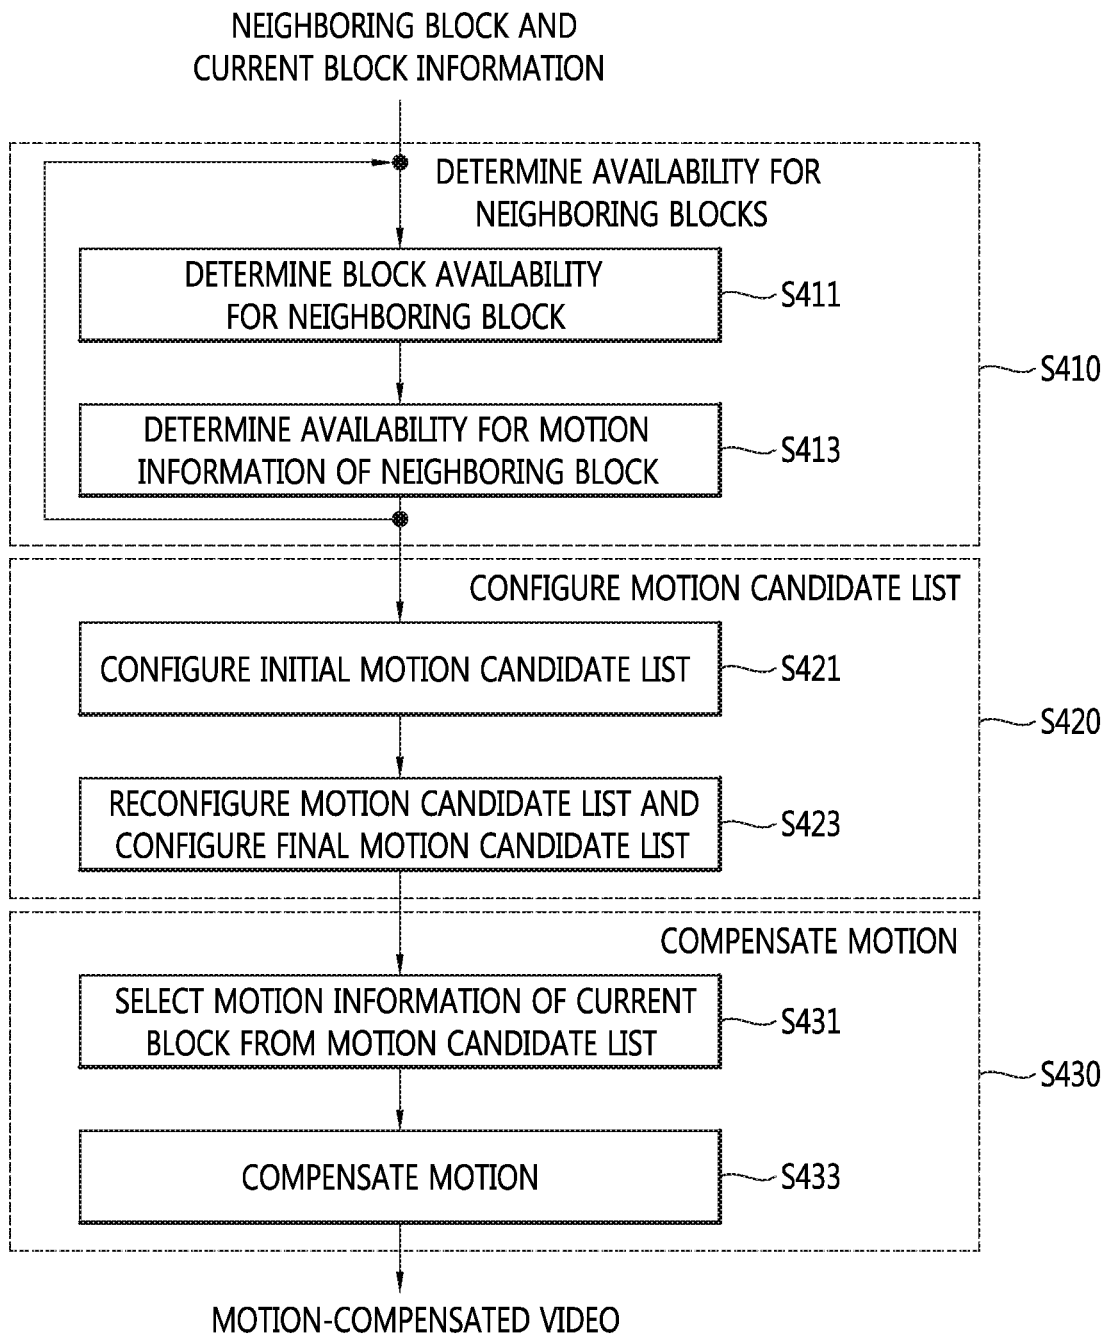 NEIGHBORING BLOCK AND
CURRENT BLOCK INFORMATION
DETERMINE AVAILABILITY FOR
NEIGHBORING BLOCKS
DETERMINE BLOCK AVAILABILITY
FOR NEIGHBORING BLOCK
S411
S410
DETERMINE AVAILABILITY FOR MOTION
INFORMATION OF NEIGHBORING BLOCK
S413
CONFIGURE MOTION CANDIDATE LIST
CONFIGURE INITIAL MOTION CANDIDATE LIST
S421
S420
RECONFIGURE MOTION CANDIDATE LIST AND
CONFIGURE FINAL MOTION CANDIDATE LIST
S423
COMPENSATE MOTION
SELECT MOTION INFORMATION OF CURRENT
BLOCK FROM MOTION CANDIDATE LIST
S431
S430
COMPENSATE MOTION
S433
MOTION-COMPENSATED VIDEO